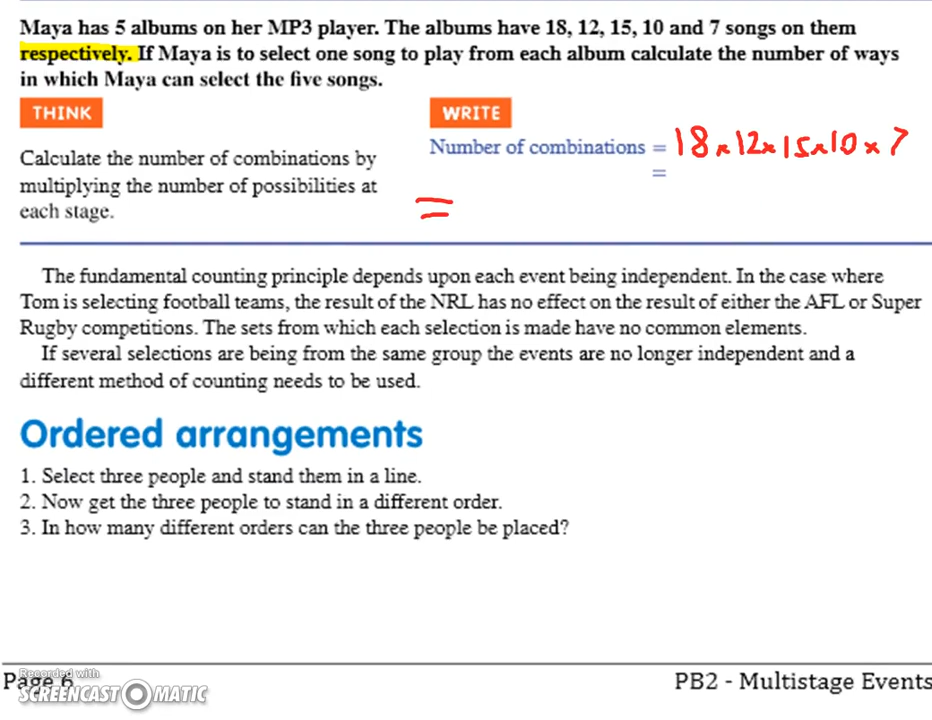 Maya has 5 albums on her MP3 player. The albums have 18, 12, 15, 10 and 7 songs on them
respectively. If Maya is to select one song to play from each album calculate the number of ways
in which Maya can select the five songs.
THINK
Calculate the number of combinations by
multiplying the number of possibilities at
each stage.
WRITE
Number of combinations = 18 × 12 × 15 × 10 × 7
=
=
The fundamental counting principle depends upon each event being independent. In the case where
Tom is selecting football teams, the result of the NRL has no effect on the result of either the AFL or Super
Rugby competitions. The sets from which each selection is made have no common elements.
If several selections are being from the same group the events are no longer independent and a
different method of counting needs to be used.
Ordered arrangements
1. Select three people and stand them in a line.
2. Now get the three people to stand in a different order.
3. In how many different orders can the three people be placed?
Page 6
Recorded with
SCREENCAST MATIC
PB2 - Multistage Events